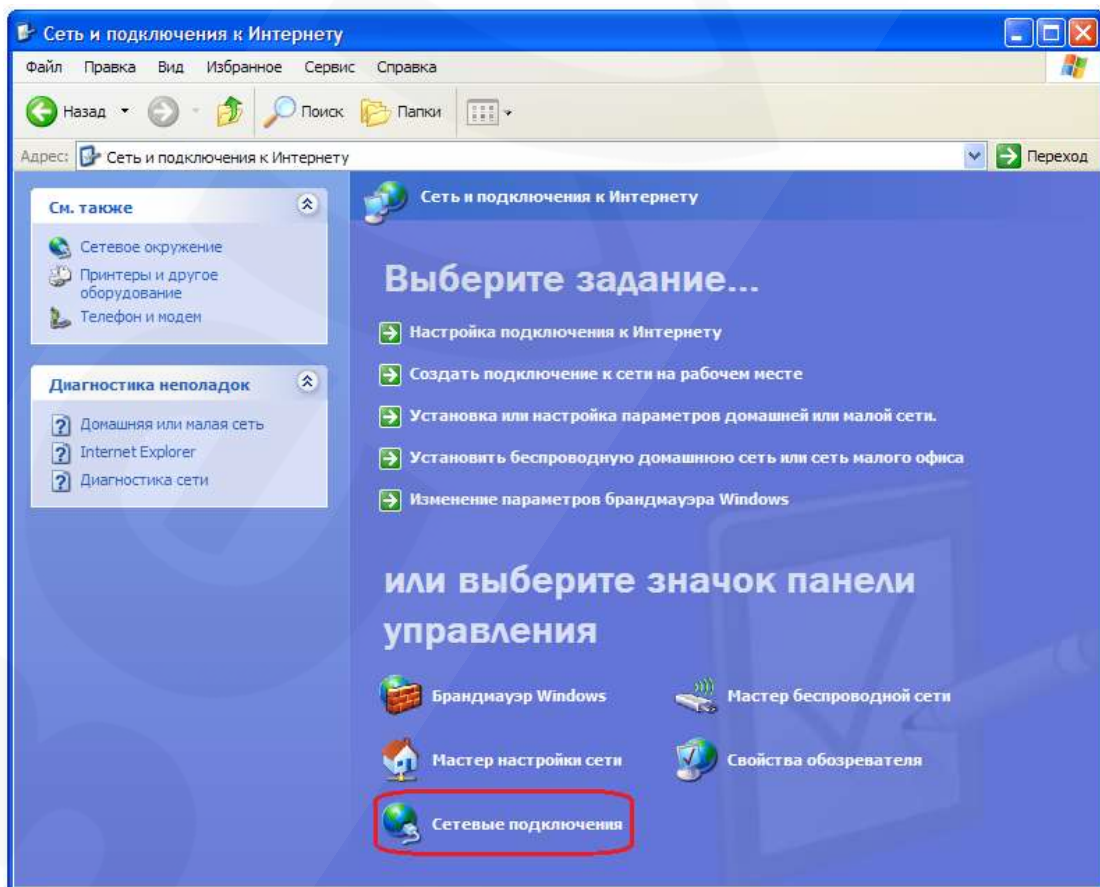 Сеть и подключения к Интернету
Файл Правка Вид Избранное Сервис Справка
Назад Поиск Папки
Адрес: Сеть и подключения к Интернету Переход
См. также
Сетевое окружение
Принтеры и другое
оборудование
Телефон и модем
Диагностика неполадок
Домашняя или малая сеть
Internet Explorer
Диагностика сети
Сеть и подключения к Интернету
Выберите задание...
Настройка подключения к Интернету
Создать подключение к сети на рабочем месте
Установка или настройка параметров домашней или малой сети.
Установить беспроводную домашнюю сеть или сеть малого офиса
Изменение параметров брандмауэра Windows
или выберите значок панели
управления
Брандмауэр Windows
Мастер беспроводной сети
Мастер настройки сети
Свойства обозревателя
Сетевые подключения